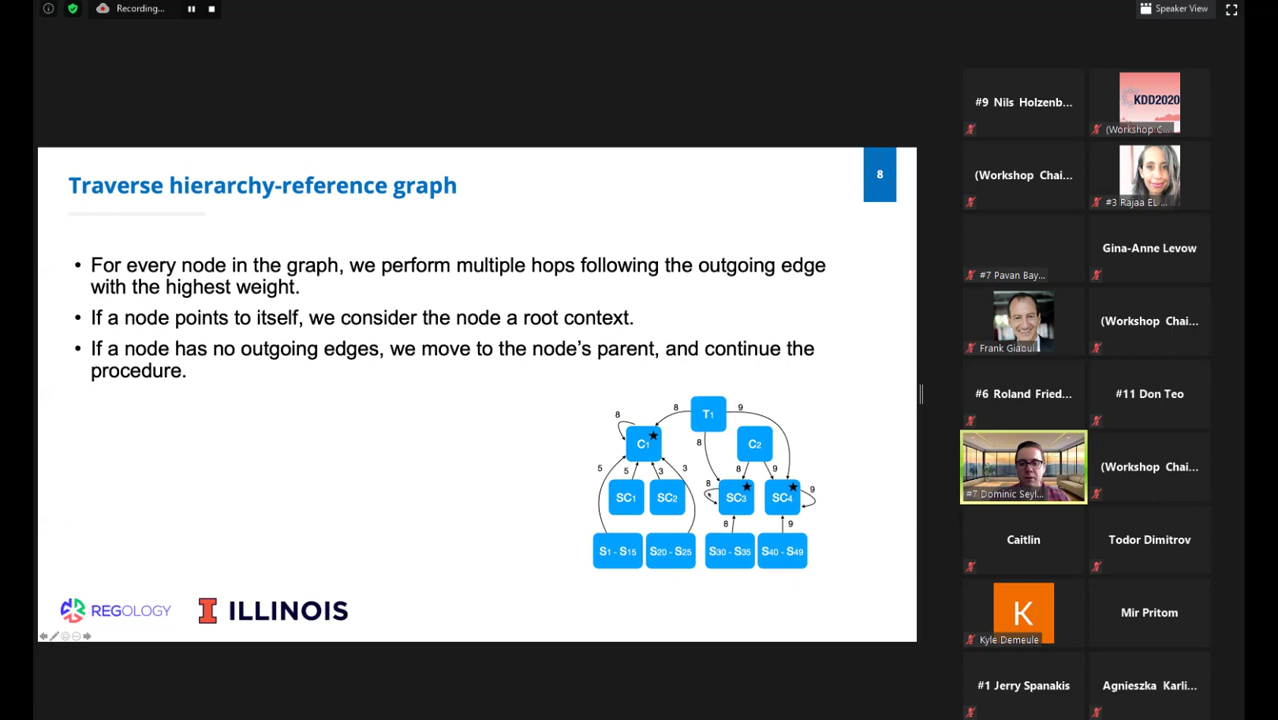 Recording...
Speaker View
Traverse hierarchy-reference graph
8
• For every node in the graph, we perform multiple hops following the outgoing edge
with the highest weight.
• If a node points to itself, we consider the node a root context.
• If a node has no outgoing edges, we move to the node's parent, and continue the
procedure.
8 T1 9
8
C1 8 C2
5 5 3 3 8 9
SC1 SC2 8 SC3 SC4 9
8 9
S1 - S15 S20 - S25 S30 - S35 S40 - S49
REGOLOGY I ILLINOIS
#9 Nils Holzenb...
KDD2020
(Workshop C...
(Workshop Chai...
#3 Rajaa EL ...
#7 Pavan Bay...
Gina-Anne Levow
Frank Giaoui
(Workshop Chai...
#6 Roland Fried...
#11 Don Teo
#7 Dominic Seyl...
(Workshop Chai...
Caitlin
Todor Dimitrov
K
Kyle Demeule
Mir Pritom
#1 Jerry Spanakis
Agnieszka Karli...